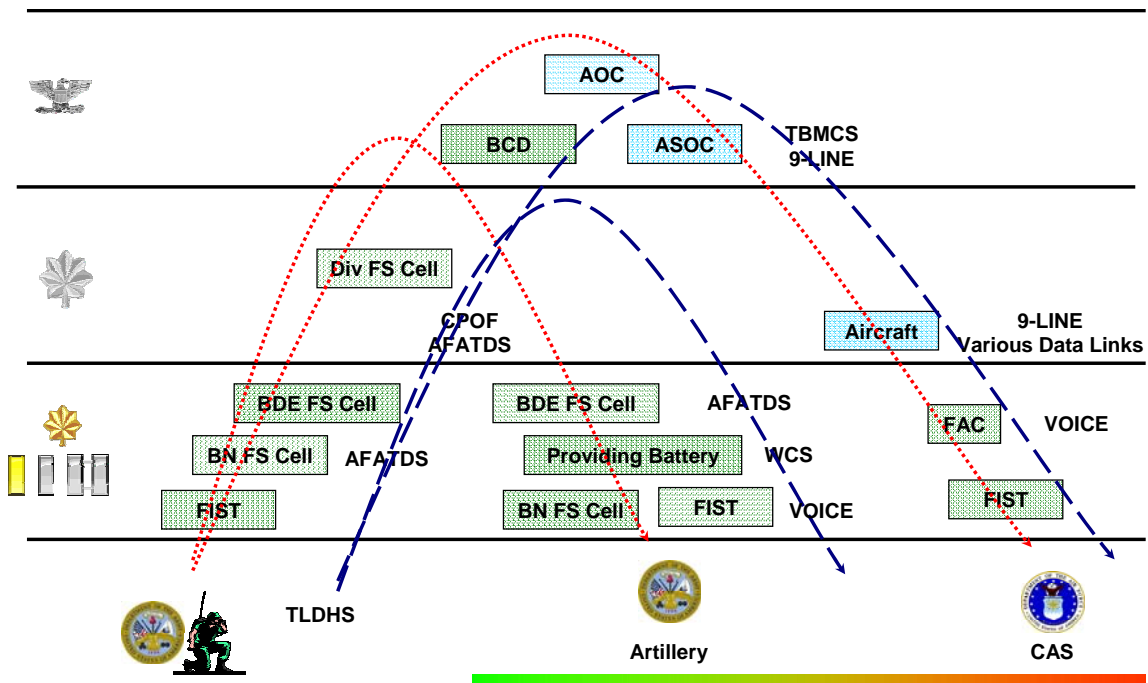 AOC
BCD
ASOC
TBMCS
9-LINE
Div FS Cell
CPOF
AFATDS
Aircraft
9-LINE
Various Data Links
BDE FS Cell
BDE FS Cell
AFATDS
FAC
VOICE
BN FS Cell
AFATDS
Providing Battery
WCS
FIST
BN FS Cell
FIST
VOICE
FIST
TLDHS
Artillery
CAS